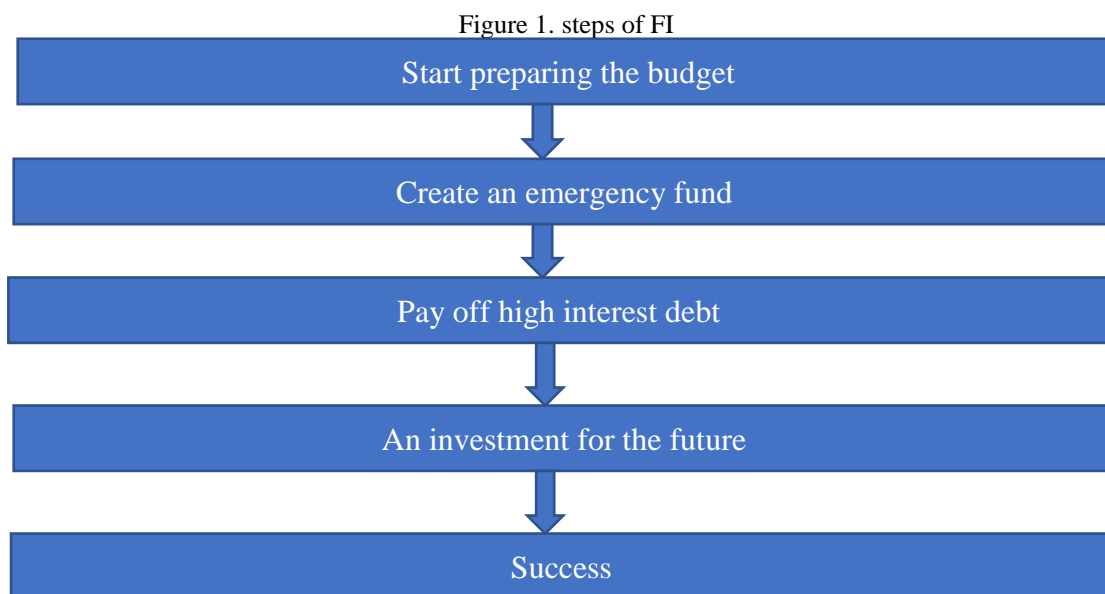 Figure 1. steps of FI
Start preparing the budget
Create an emergency fund
Pay off high interest debt
An investment for the future
Success